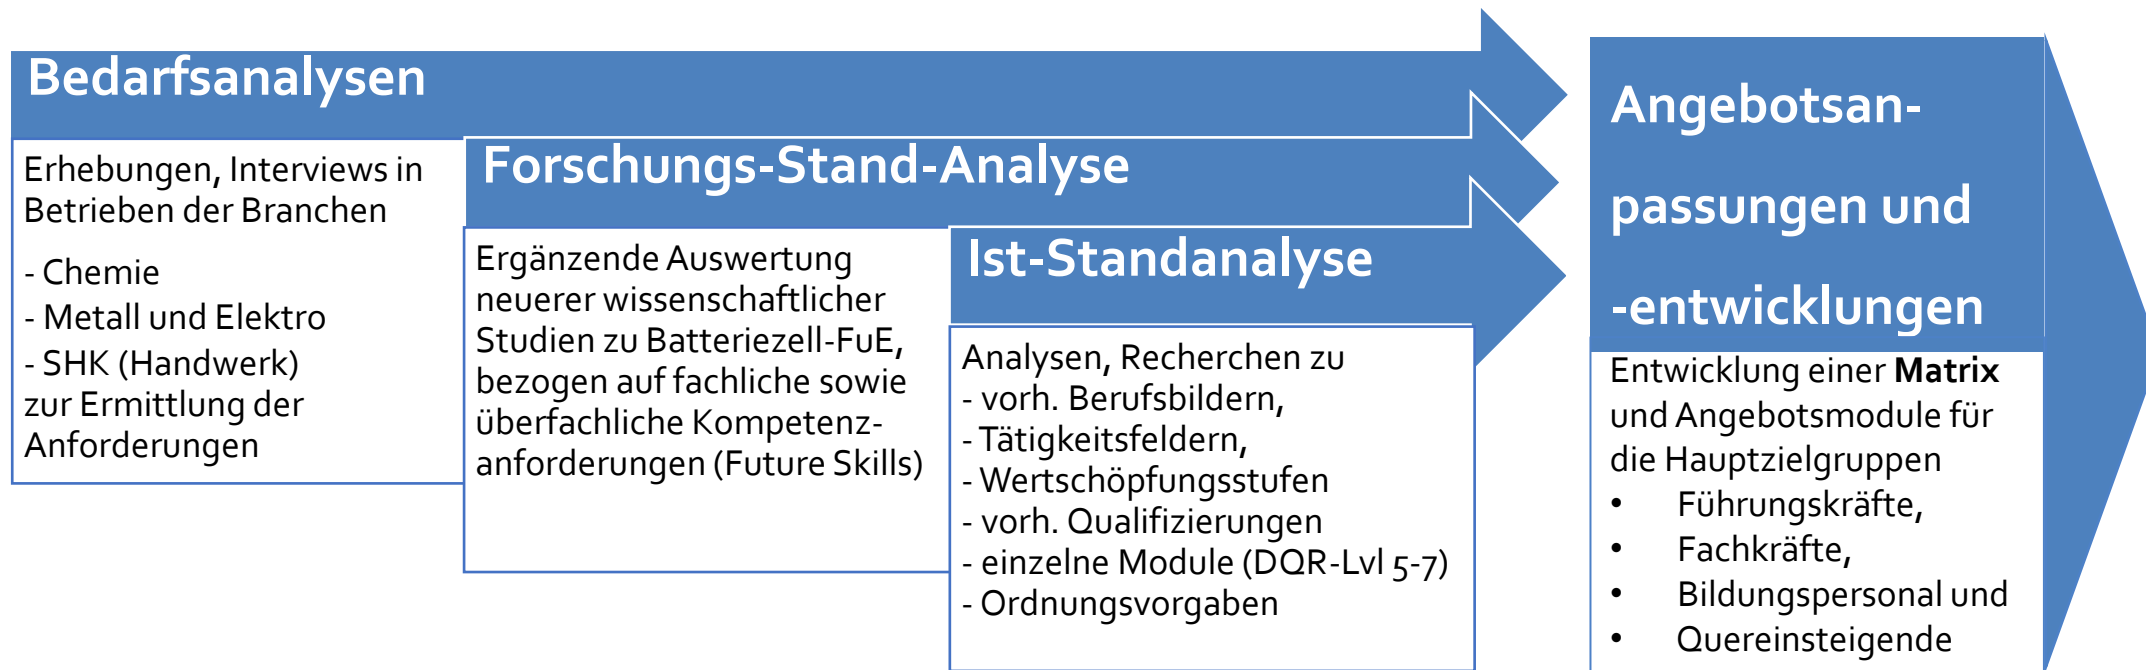 Bedarfsanalysen
Erhebungen, Interviews in
Betrieben der Branchen
- Chemie
- Metall und Elektro
- SHK (Handwerk)
zur Ermittlung der
Anforderungen
Forschungs-Stand-Analyse
Ergänzende Auswertung
neuerer wissenschaftlicher
Studien zu Batteriezell-FuE,
bezogen auf fachliche sowie
überfachliche Kompetenz-
anforderungen (Future Skills)
Ist-Standanalyse
Analysen, Recherchen zu
- vorh. Berufsbildern,
- Tätigkeitsfeldern,
- Wertschöpfungsstufen
- vorh. Qualifizierungen
- einzelne Module (DQR-Lvl 5-7)
- Ordnungsvorgaben
Angebotsan-
passungen und
-entwicklungen
Entwicklung einer Matrix
und Angebotsmodule für
die Hauptzielgruppen
• Führungskräfte,
• Fachkräfte,
• Bildungspersonal und
• Quereinsteigende